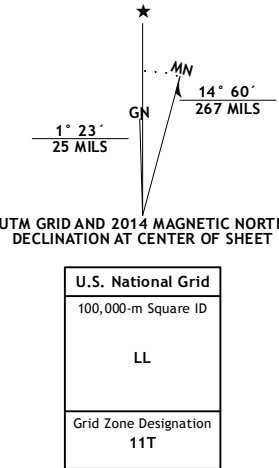 MN
GN
1° 23´
25 MILS
14° 60´
267 MILS
UTM GRID AND 2014 MAGNETIC NORTH
DECLINATION AT CENTER OF SHEET
U.S. National Grid
100,000-m Square ID
LL
Grid Zone Designation
11T